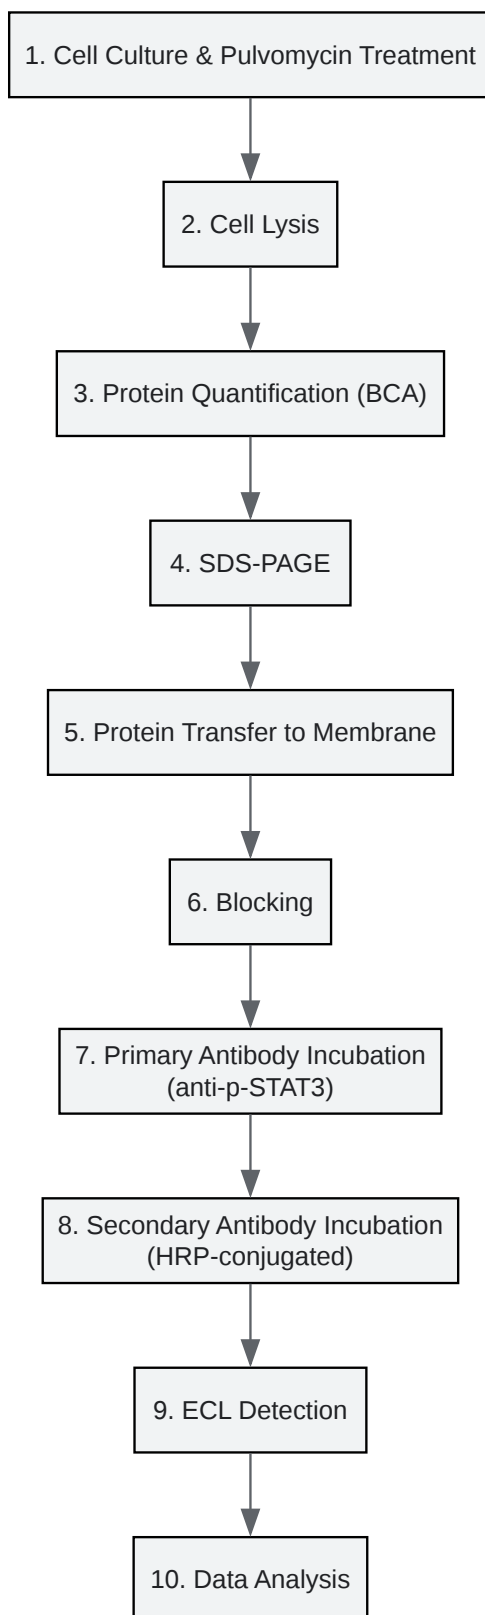 1. Cell Culture & Pulvomycin Treatment
2. Cell Lysis
3. Protein Quantification (BCA)
4. SDS-PAGE
5. Protein Transfer to Membrane
6. Blocking
7. Primary Antibody Incubation
(anti-p-STAT3)
8. Secondary Antibody Incubation
(HRP-conjugated)
9. ECL Detection
10. Data Analysis